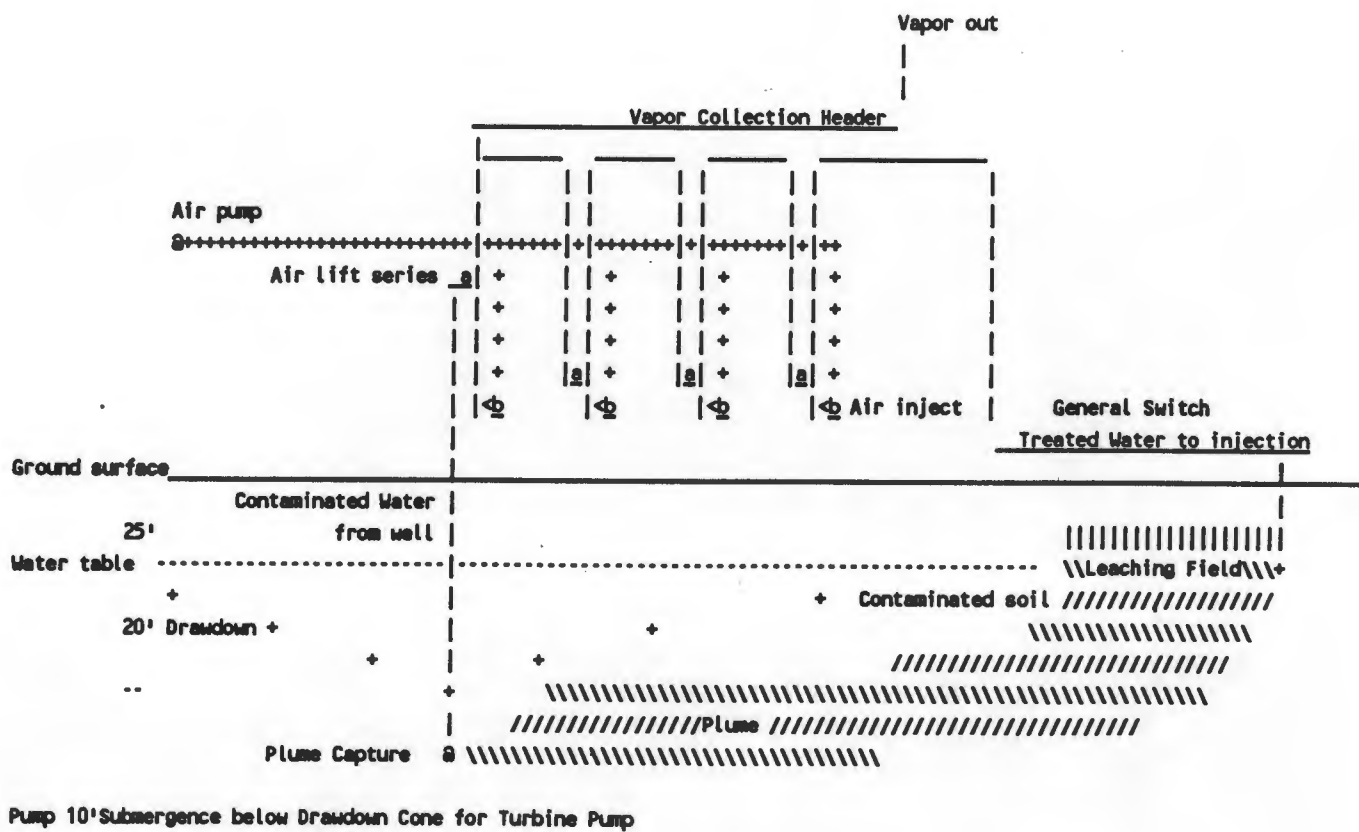 Vapor out
Vapor Collection Header
Air pump
Air lift series a
a a a
<b <b <b <b Air inject General Switch
Treated Water to injection
Ground surface
Contaminated Water
25' from well
Water table Leaching Field
Contaminated soil
20' Drawdown
--
Plume
Plume Capture a
Pump 10'Submergence below Drawdown Cone for Turbine Pump